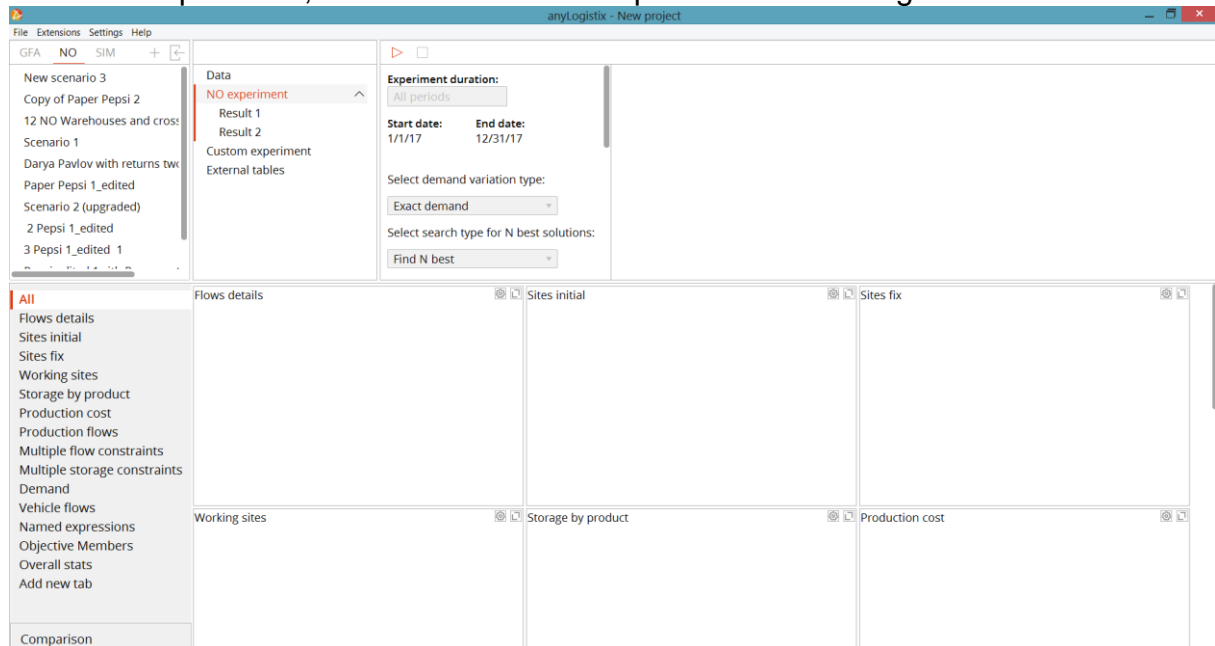 anyLogistix - New project
File Extensions Settings Help
GFA NO SIM
New scenario 3
Copy of Paper Pepsi 2
12 NO Warehouses and cross
Scenario 1
Darya Pavlov with returns two
Paper Pepsi 1_edited
Scenario 2 (upgraded)
2 Pepsi 1_edited
3 Pepsi 1_edited 1
Data
NO experiment
Result 1
Result 2
Custom experiment
External tables
Experiment duration:
All periods
Start date: End date:
1/1/17 12/31/17
Select demand variation type:
Exact demand
Select search type for N best solutions:
Find N best
All
Flows details
Sites initial
Sites fix
Working sites
Storage by product
Production cost
Production flows
Multiple flow constraints
Multiple storage constraints
Demand
Vehicle flows
Named expressions
Objective Members
Overall stats
Add new tab
Comparison
Flows details
Sites initial
Sites fix
Working sites
Storage by product
Production cost